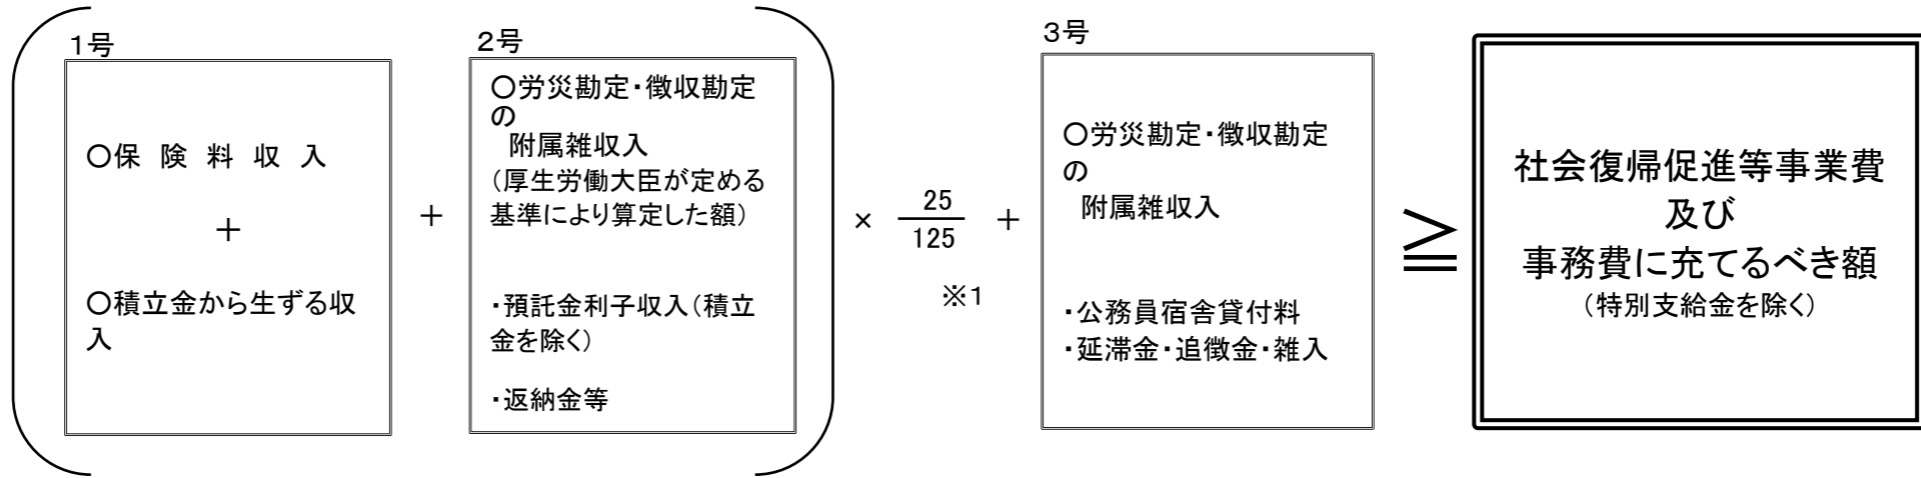 1号
○保 険 料 収 入
+
○積立金から生ずる収
入
+
2号
○労災勘定・徴収勘定
の
附属雑収入
(厚生労働大臣が定める
基準により算定した額)
・預託金利子収入(積立
金を除く)
・返納金等
×
25
125
※1
+
3号
○労災勘定・徴収勘定
の
附属雑収入
・公務員宿舎貸付料
・延滞金・追徴金・雑入
≧
社会復帰促進等事業費
及び
事務費に充てるべき額
(特別支給金を除く)